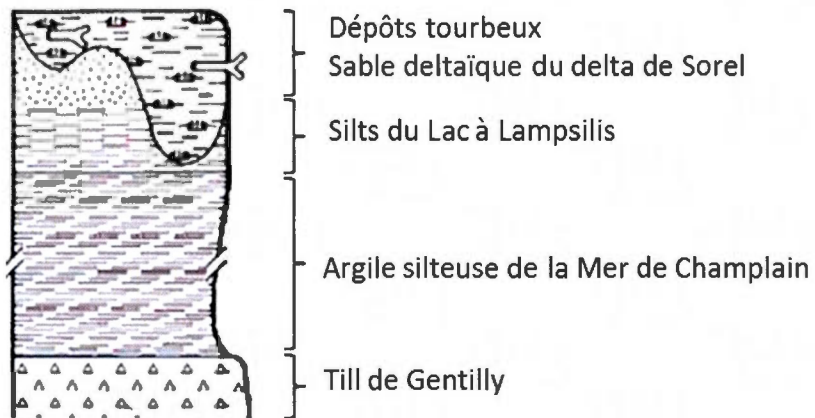 Dépôts tourbeux
Sable deltaïque du delta de Sorel
Silts du Lac à Lampsilis
Argile silteuse de la Mer de Champlain
Till de Gentilly